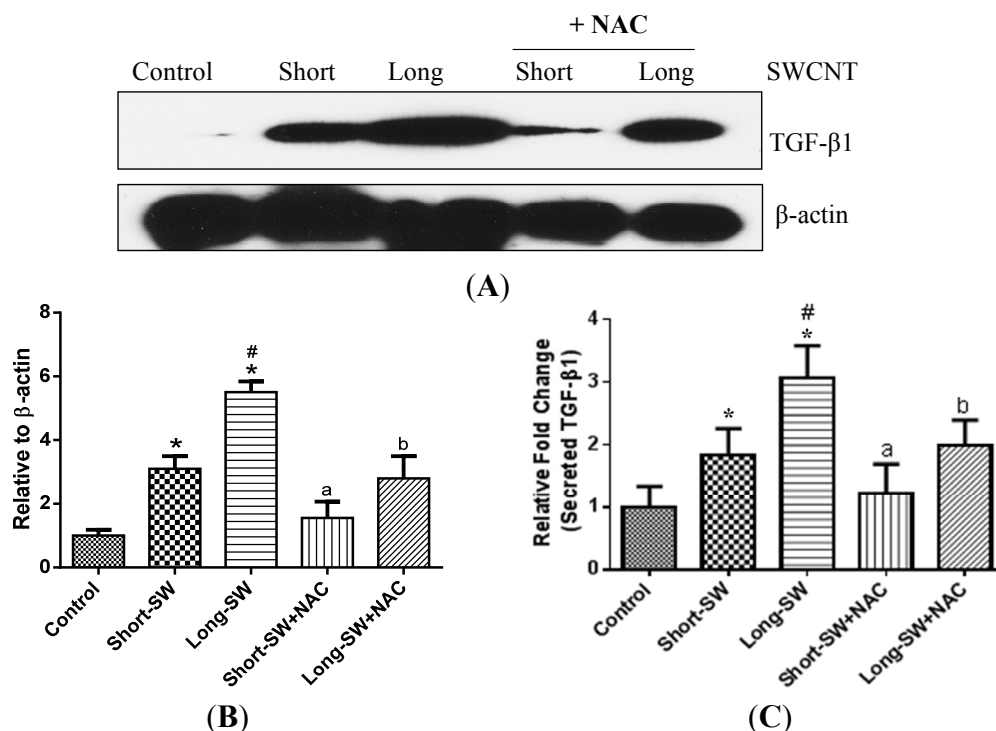 + NAC
Control Short Long Short Long SWCNT
TGF-β1
β-actin
(A)
Relative to β-actin
8
6
4
2
0
*
#
*
a
b
Control
Short-SW
Long-SW
Short-SW+NAC
Long-SW+NAC
(B)
Relative Fold Change
(Secreted TGF-β1)
4
3
2
1
0
*
#
*
a
b
Control
Short-SW
Long-SW
Short-SW+NAC
Long-SW+NAC
(C)